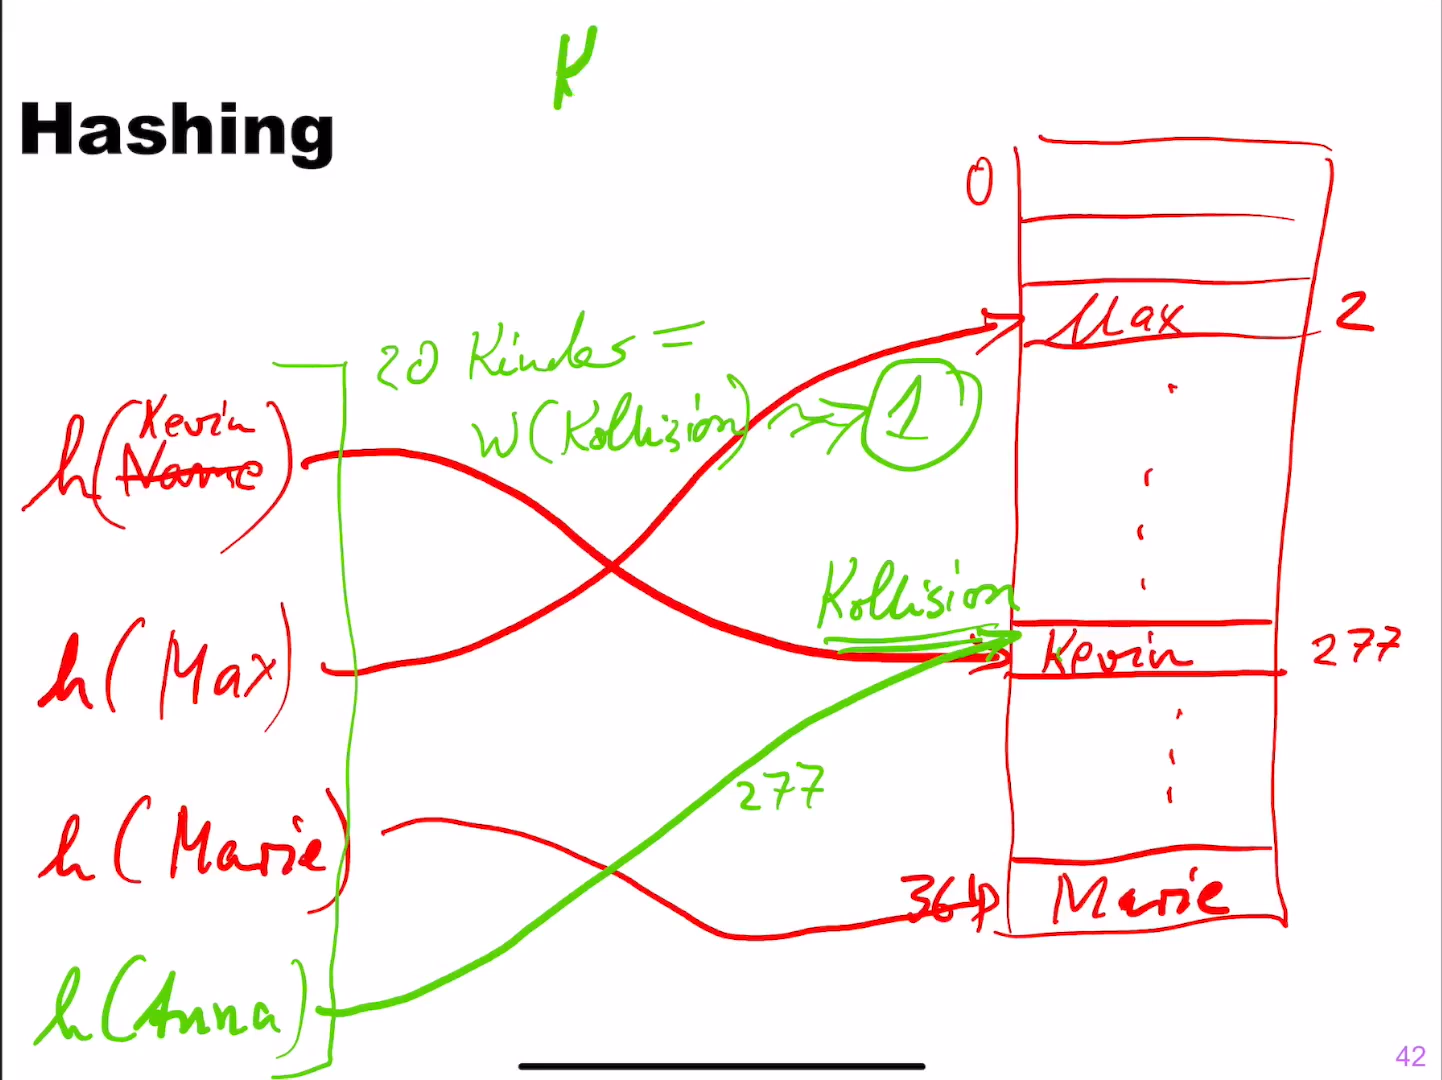 K
Hashing
0
Max 2
20 Kinder =
W(Kollision) → 1
h(Kevin
Name)
Kollision
h(Max)
Kevin 277
277
h(Marie)
364
Marie
h(Anna)
42